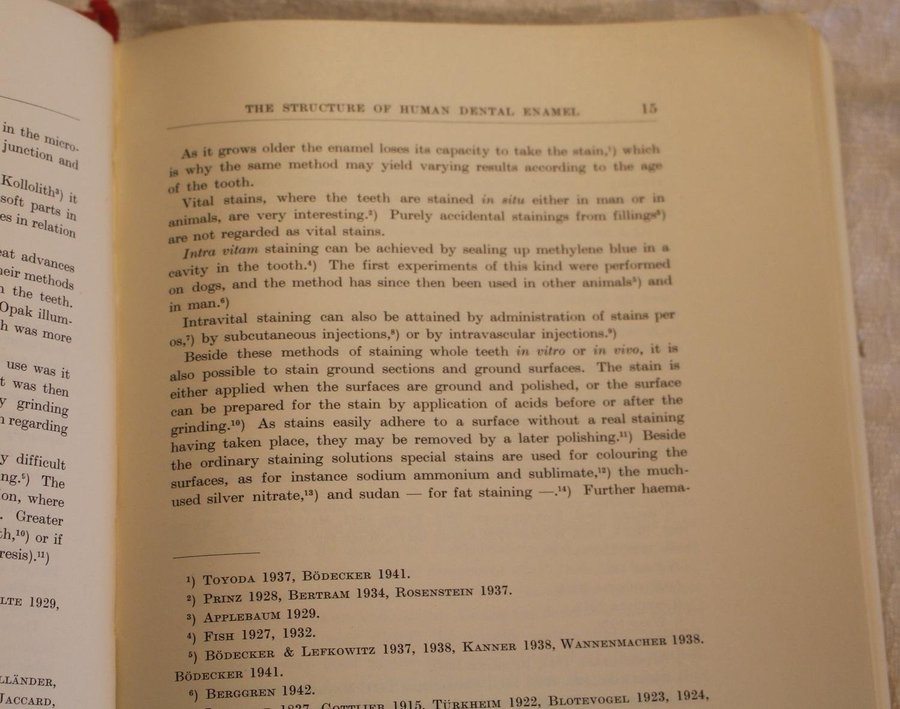 in the micro-
junction and
Kollolith³) it
soft parts in
es in relation
at advances
heir methods
the teeth.
Opak illum-
h was more
use was it
t was then
y grinding
regarding
y difficult
ng.⁵) The
on, where
. Greater
th,¹⁰) or if
resis).¹¹)
LTE 1929,
LLÄNDER,
JACCARD,
THE STRUCTURE OF HUMAN DENTAL ENAMEL 15
As it grows older the enamel loses its capacity to take the stain,¹) which
is why the same method may yield varying results according to the age
of the tooth.
Vital stains, where the teeth are stained in situ either in man or in
animals, are very interesting.²) Purely accidental stainings from fillings³)
are not regarded as vital stains.
Intra vitam staining can be achieved by sealing up methylene blue in a
cavity in the tooth.⁴) The first experiments of this kind were performed
on dogs, and the method has since then been used in other animals⁵) and
in man.⁶)
Intravital staining can also be attained by administration of stains per
os,⁷) by subcutaneous injections,⁸) or by intravascular injections.⁹)
Beside these methods of staining whole teeth in vitro or in vivo, it is
also possible to stain ground sections and ground surfaces. The stain is
either applied when the surfaces are ground and polished, or the surface
can be prepared for the stain by application of acids before or after the
grinding.¹⁰) As stains easily adhere to a surface without a real staining
having taken place, they may be removed by a later polishing.¹¹) Beside
the ordinary staining solutions special stains are used for colouring the
surfaces, as for instance sodium ammonium and sublimate,¹²) the much-
used silver nitrate,¹³) and sudan — for fat staining —.¹⁴) Further haema-
¹) TOYODA 1937, BÖDECKER 1941.
²) PRINZ 1928, BERTRAM 1934, ROSENSTEIN 1937.
³) APPLEBAUM 1929.
⁴) FISH 1927, 1932.
⁵) BÖDECKER & LEFKOWITZ 1937, 1938, KANNER 1938, WANNENMACHER 1938.
BÖDECKER 1941.
⁶) BERGGREN 1942.
1837, GOTTLIEB 1915, TÜRKHEIM 1922, BLOTEVOGEL 1923, 1924,